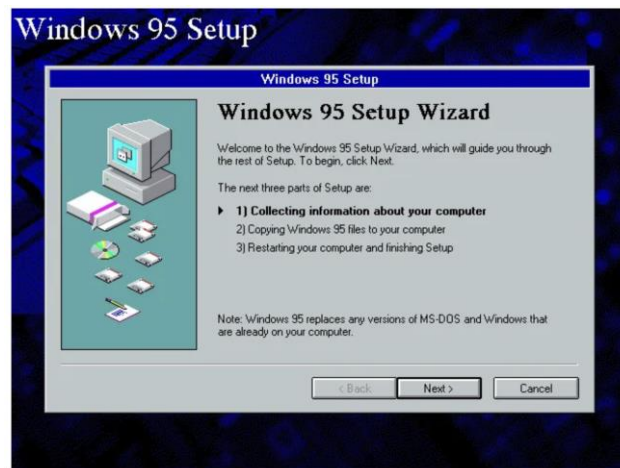 Windows 95 Setup
Windows 95 Setup
Windows 95 Setup Wizard
Welcome to the Windows 95 Setup Wizard, which will guide you through
the rest of Setup. To begin, click Next.
The next three parts of Setup are:
1) Collecting information about your computer
2) Copying Windows 95 files to your computer
3) Restarting your computer and finishing Setup
Note: Windows 95 replaces any versions of MS-DOS and Windows that
are already on your computer.
< Back Next > Cancel